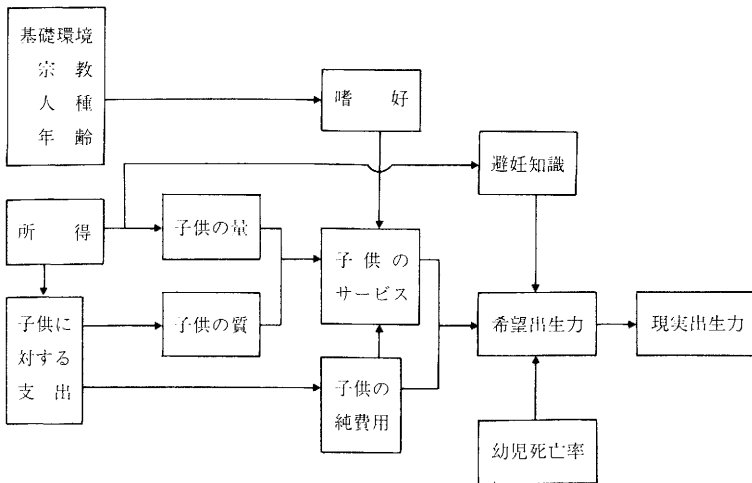 基礎環境
宗教
人種
年齢
嗜好
避妊知識
所得
子供の量
子供の
サービス
子供に
対する
支出
子供の質
希望出生力
現実出生力
子供の
純費用
幼児死亡率